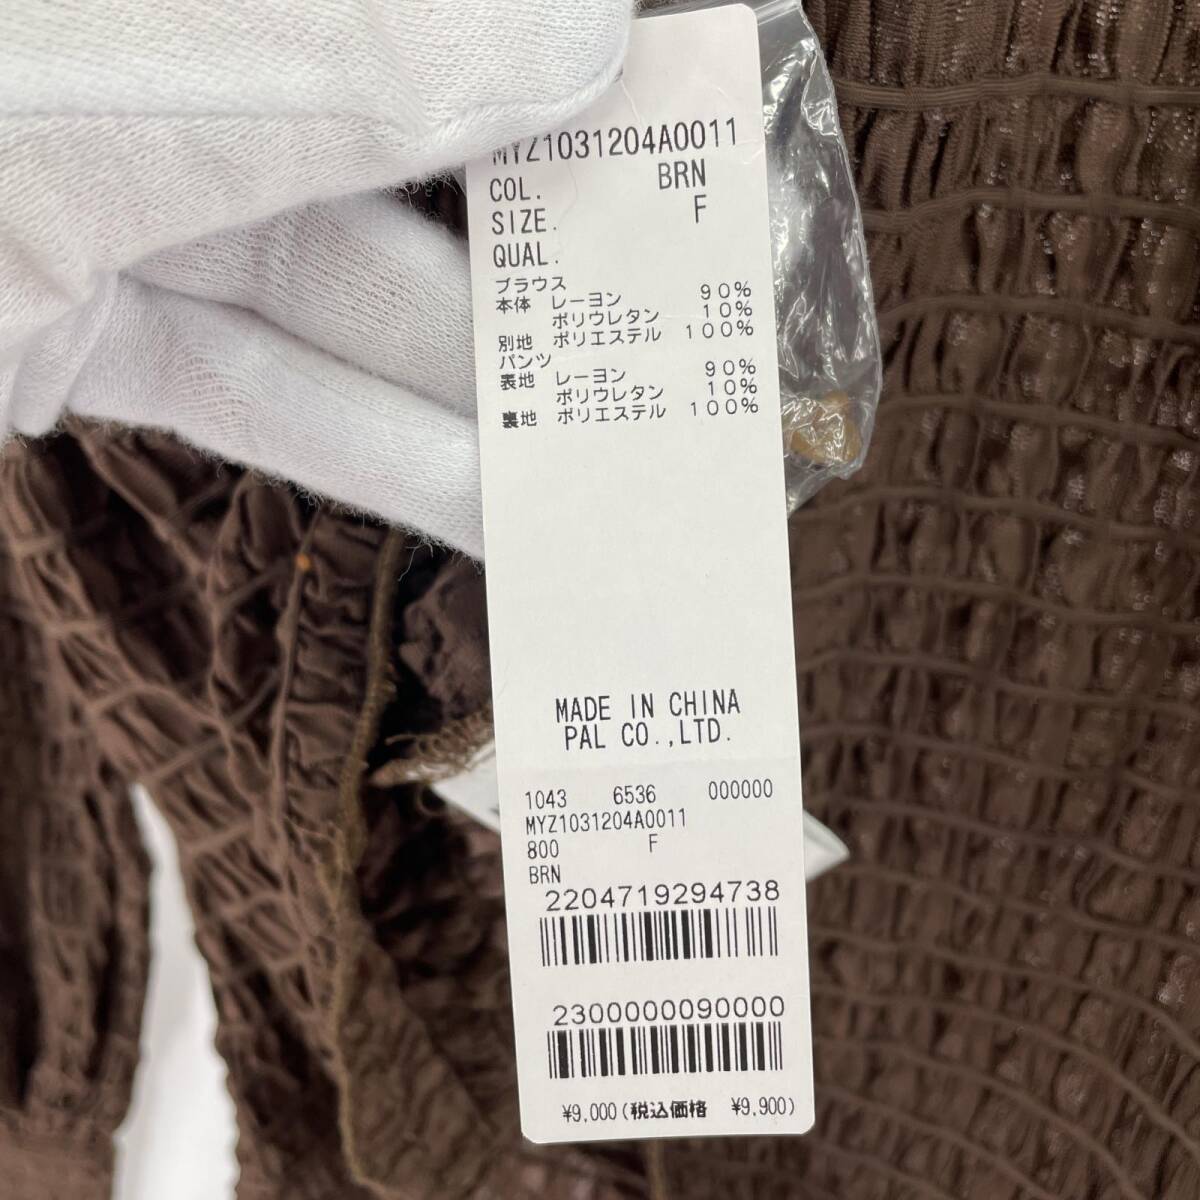 MYZ1031204A0011
COL. BRN
SIZE. F
QUAL.
ブラウス
本体 レーヨン 90%
ポリウレタン 10%
別地 ポリエステル 100%
パンツ
表地 レーヨン 90%
ポリウレタン 10%
裏地 ポリエステル 100%
MADE IN CHINA
PAL CO.,LTD.
1043 6536 000000
MYZ1031204A0011
800 F
BRN
2204719294738
2300000090000
¥9,000(税込価格 ¥9,900)